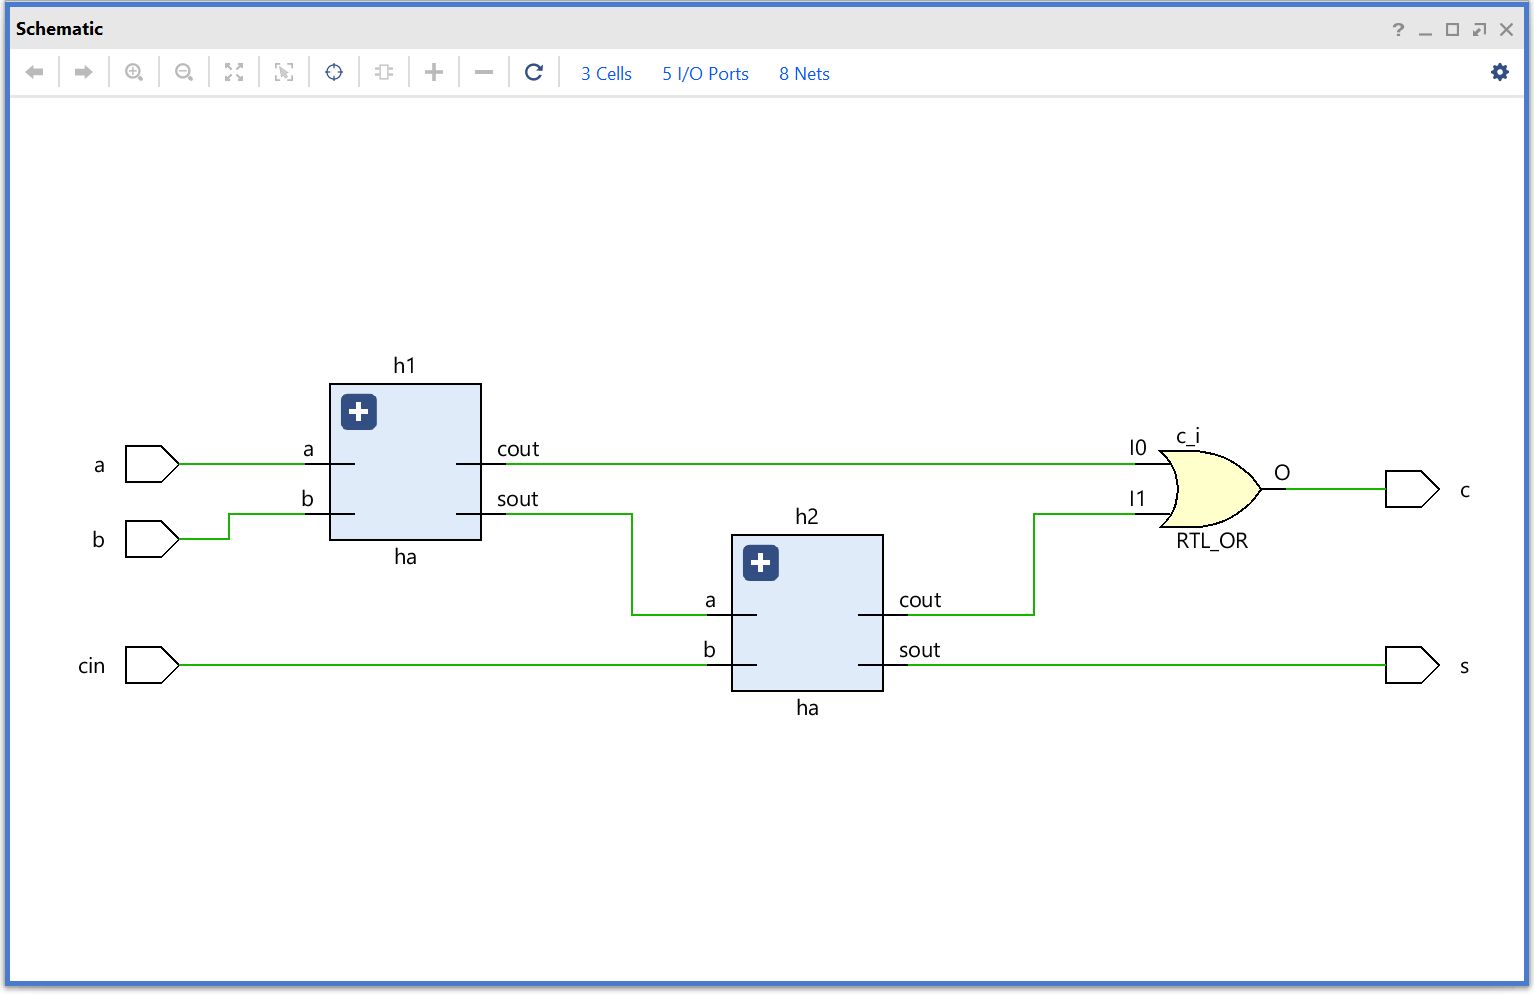 Schematic
3 Cells 5 I/O Ports 8 Nets
h1
a cout
a
b sout
b
ha
cin
h2
a cout
b sout
ha
c_i
I0
I1
O
RTL_OR
c
s